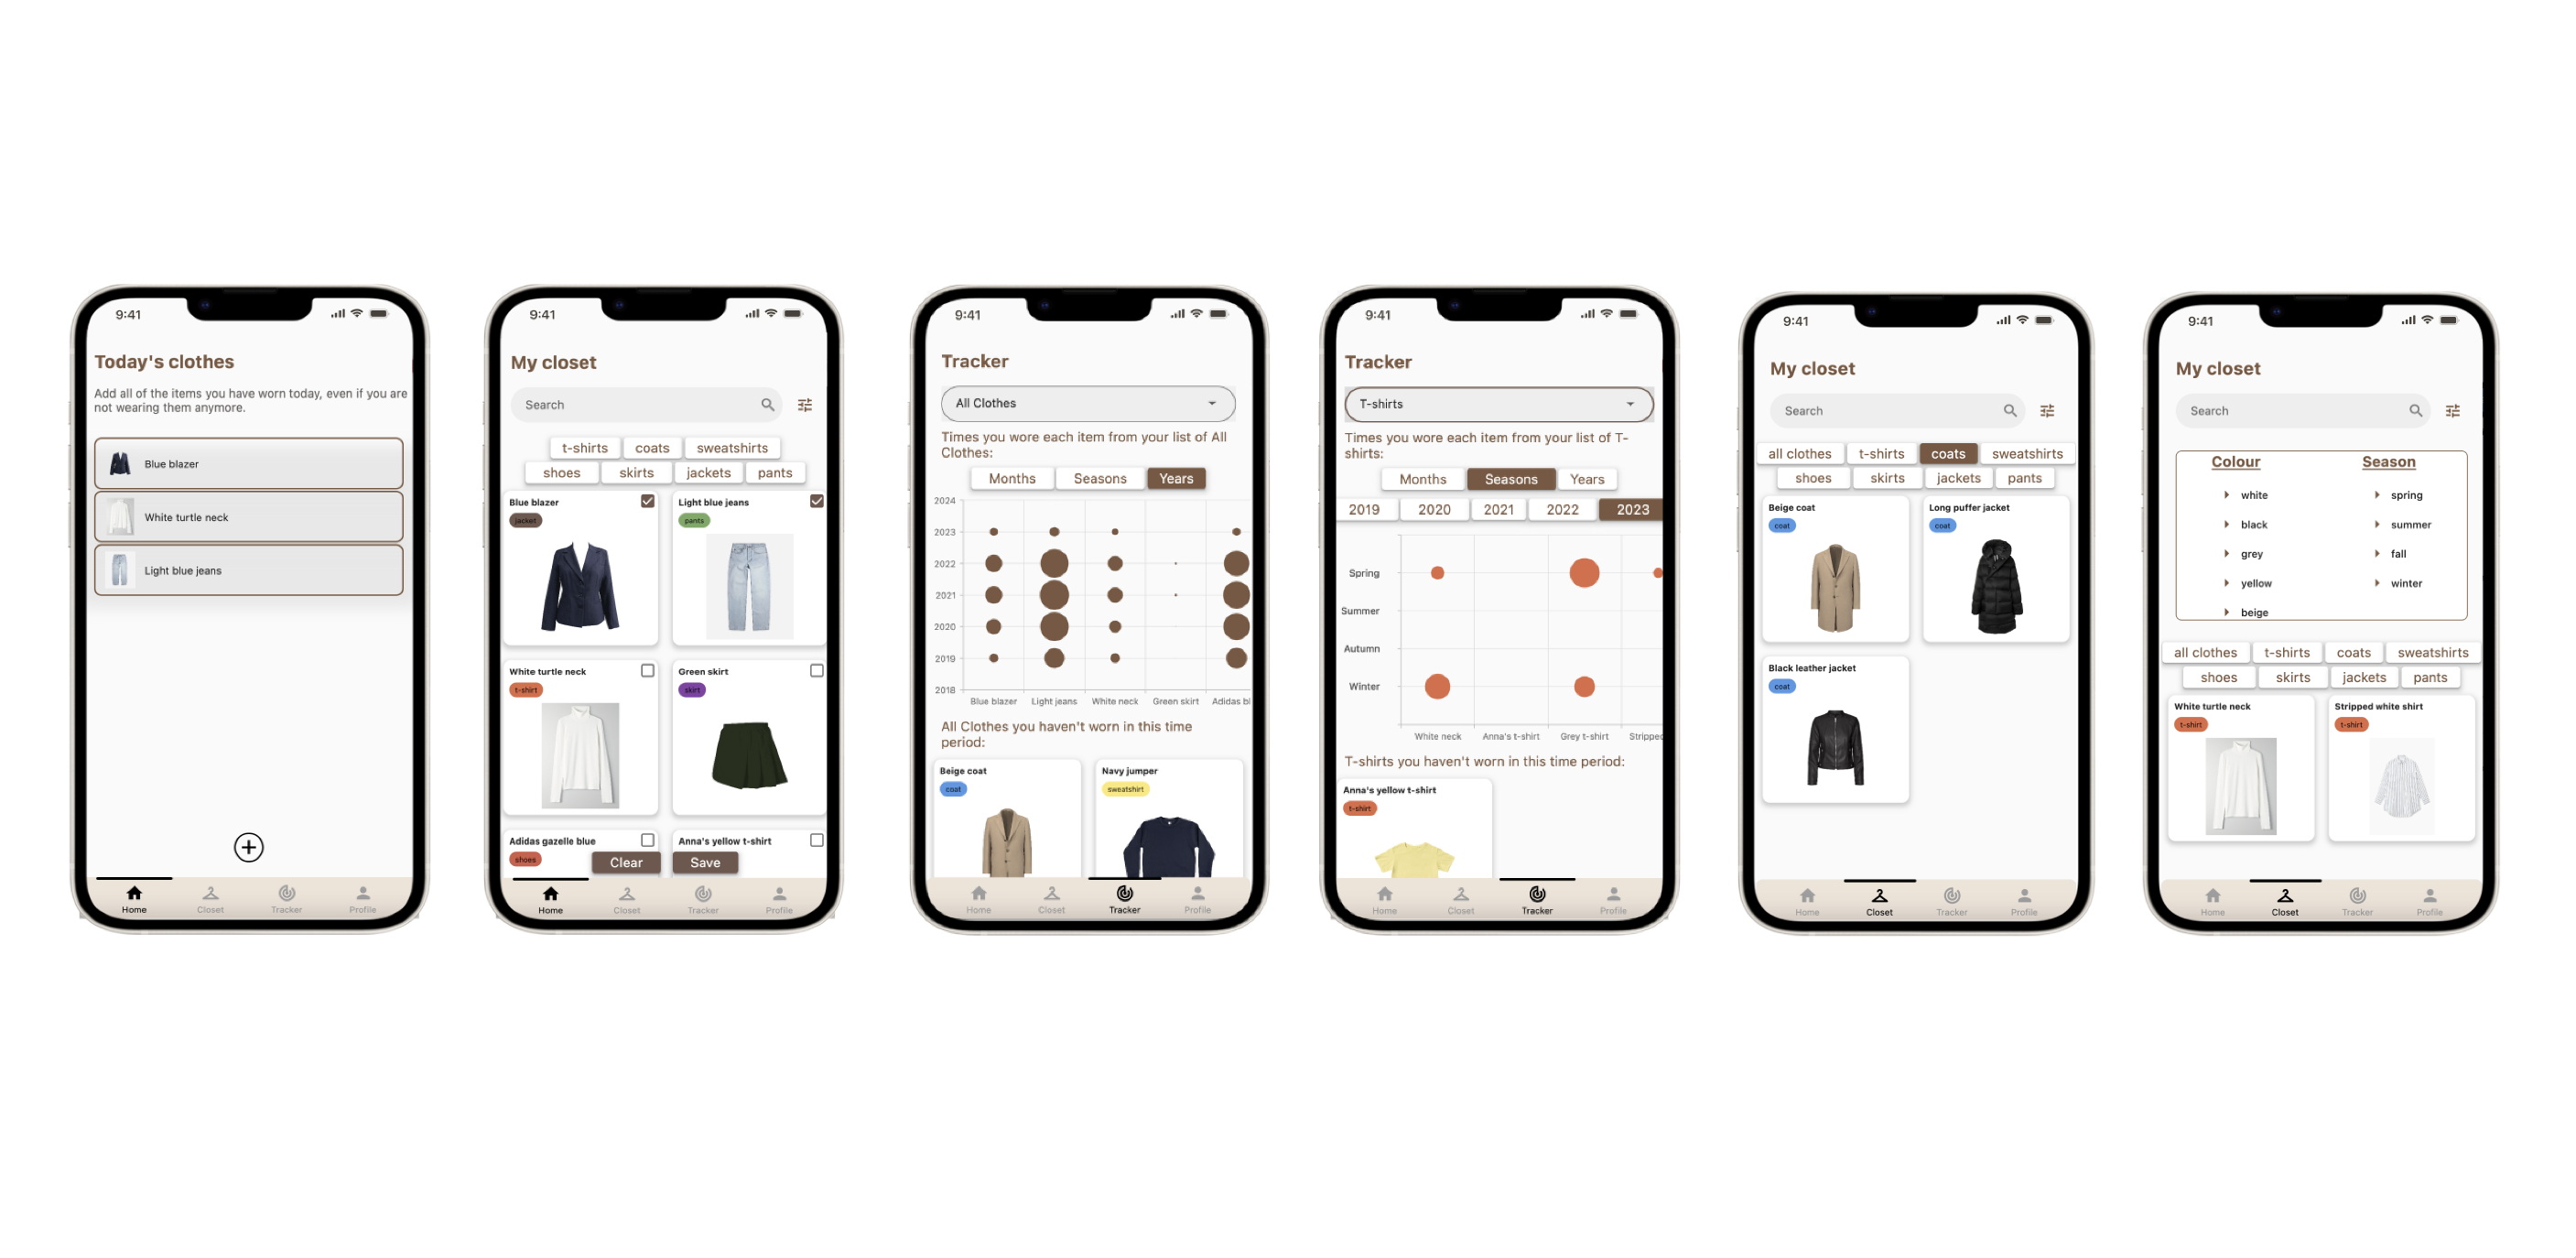 9:41
Today's clothes
Add all of the items you have worn today, even if you are
not wearing them anymore.
Blue blazer
White turtle neck
Light blue jeans
Home Closet Tracker Profile
9:41
My closet
Search
t-shirts coats sweatshirts
shoes skirts jackets pants
Blue blazer Light blue jeans
jacket pants
White turtle neck Green skirt
t-shirt skirt
Adidas gazelle blue Anna's yellow t-shirt
shoes Clear Save
Home Closet Tracker Profile
9:41
Tracker
All Clothes
Times you wore each item from your list of All
Clothes:
Months Seasons Years
2024
2023
2022
2021
2020
2019
2018
Blue blazer Light jeans White neck Green skirt Adidas bl
All Clothes you haven't worn in this time
period:
Beige coat Navy jumper
coat sweatshirt
Home Closet Tracker Profile
9:41
Tracker
T-shirts
Times you wore each item from your list of T-
shirts:
Months Seasons Years
2019 2020 2021 2022 2023
Spring
Summer
Autumn
Winter
White neck Anna's t-shirt Grey t-shirt Stripped
T-shirts you haven't worn in this time period:
Anna's yellow t-shirt
t-shirt
Home Closet Tracker Profile
9:41
My closet
Search
all clothes t-shirts coats sweatshirts
shoes skirts jackets pants
Beige coat Long puffer jacket
coat coat
Black leather jacket
coat
Home Closet Tracker Profile
9:41
My closet
Search
Colour Season
white spring
black summer
grey fall
yellow winter
beige
all clothes t-shirts coats sweatshirts
shoes skirts jackets pants
White turtle neck Stripped white shirt
t-shirt t-shirt
Home Closet Tracker Profile